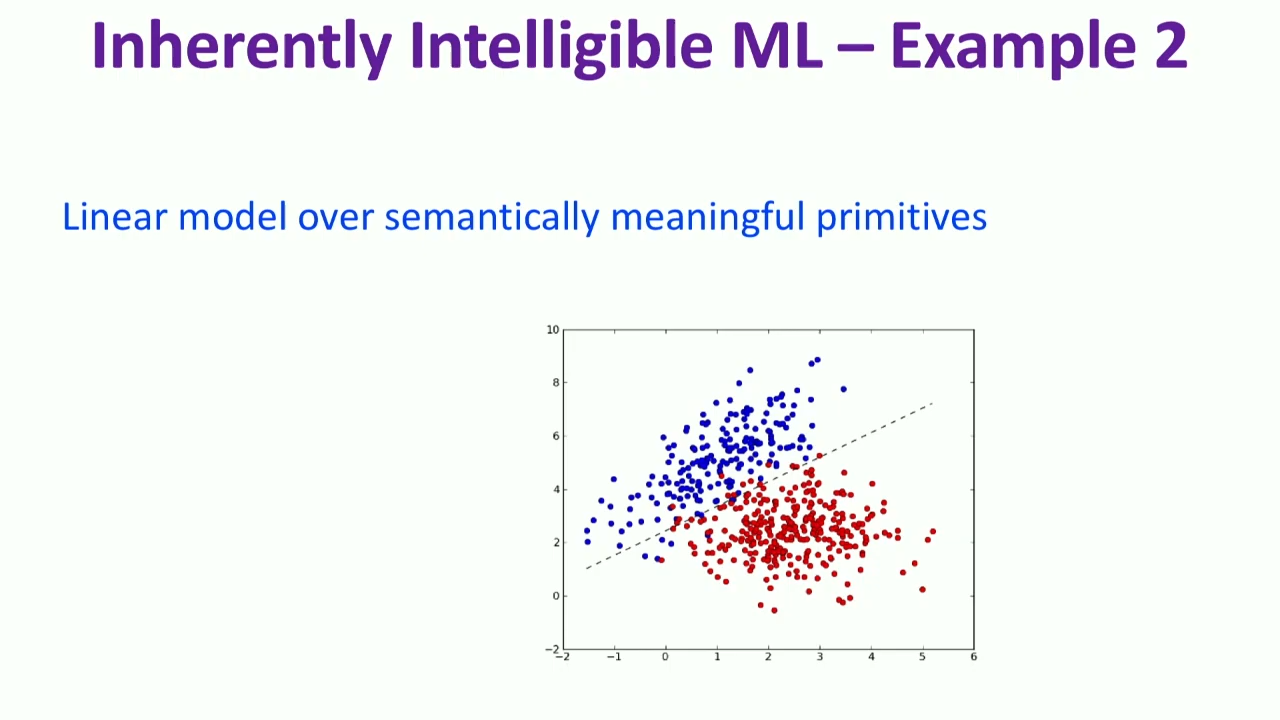 Inherently Intelligible ML – Example 2
Linear model over semantically meaningful primitives
10
8
6
4
2
0
−2
−2 −1 0 1 2 3 4 5 6